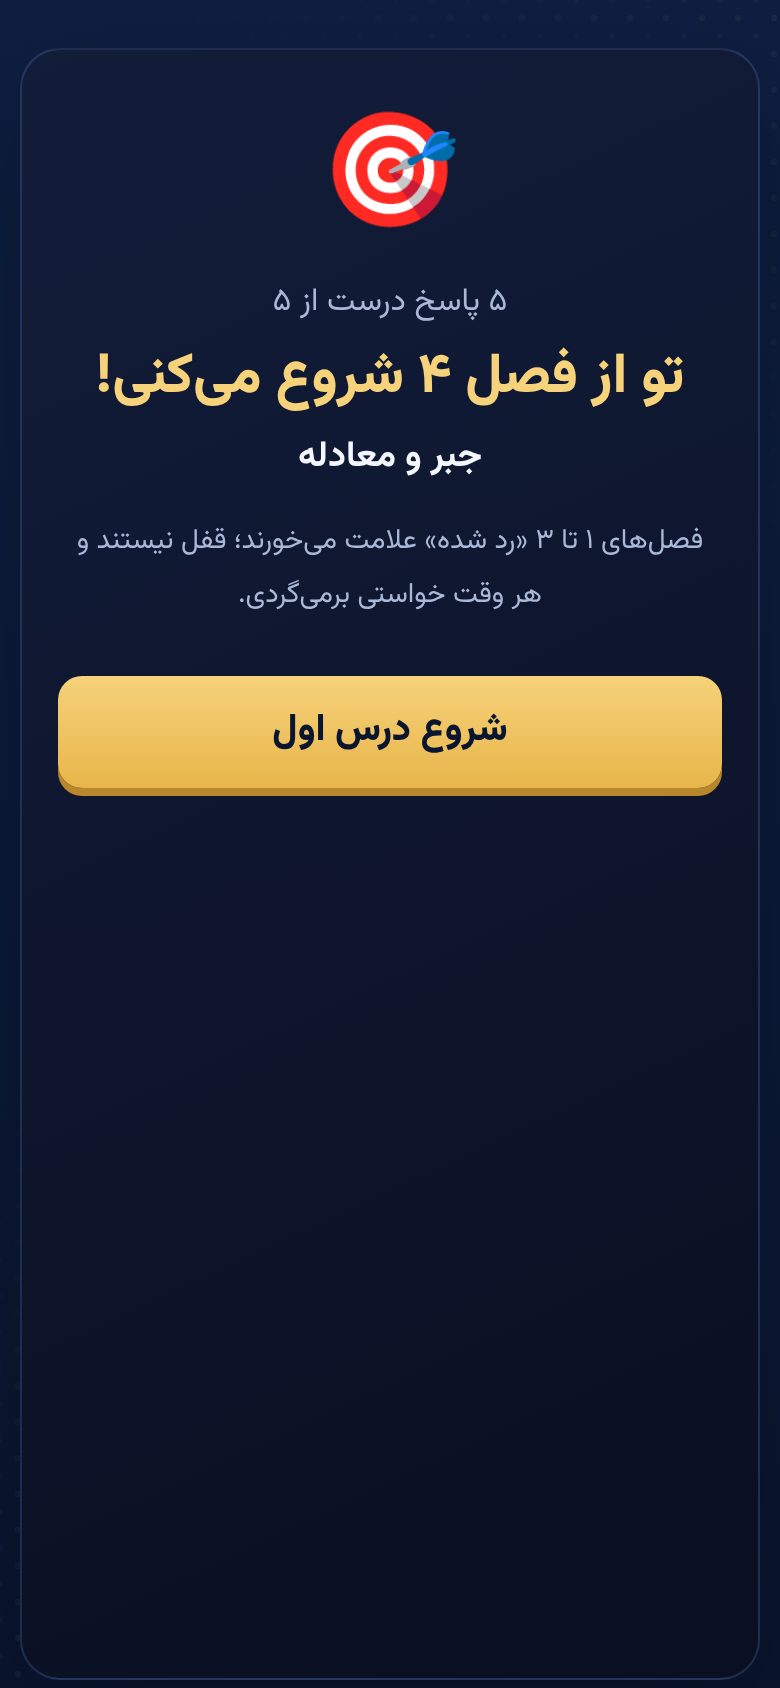 ۵ پاسخ درست از ۵
تو از فصل ۴ شروع می‌کنی!
جبر و معادله
فصل‌های ۱ تا ۳ «رد شده» علامت می‌خورند؛ قفل نیستند و
هر وقت خواستی برمی‌گردی.
شروع درس اول